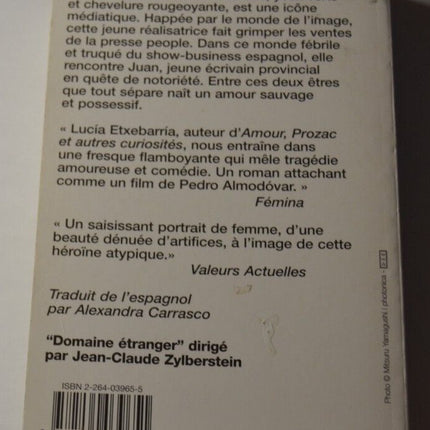 et chevelure rougeoyante, est une icône
médiatique. Happée par le monde de l'image,
cette jeune réalisatrice fait grimper les ventes
de la presse people. Dans ce monde fébrile
et truqué du show-business espagnol, elle
rencontre Juan, jeune écrivain provincial
en quête de notoriété. Entre ces deux êtres
que tout sépare naît un amour sauvage
et possessif.
« Lucía Etxebarria, auteur d'Amour, Prozac
et autres curiosités, nous entraîne dans
une fresque flamboyante qui mêle tragédie
amoureuse et comédie. Un roman attachant
comme un film de Pedro Almodóvar. »
Fémina
« Un saisissant portrait de femme, d'une
beauté dénuée d'artifices, à l'image de cette
héroïne atypique.»
Valeurs Actuelles
Traduit de l'espagnol
par Alexandra Carrasco
"Domaine étranger" dirigé
par Jean-Claude Zylberstein
ISBN 2-264-03965-5
Photo © Mitsuru Yamaguchi / photonica -